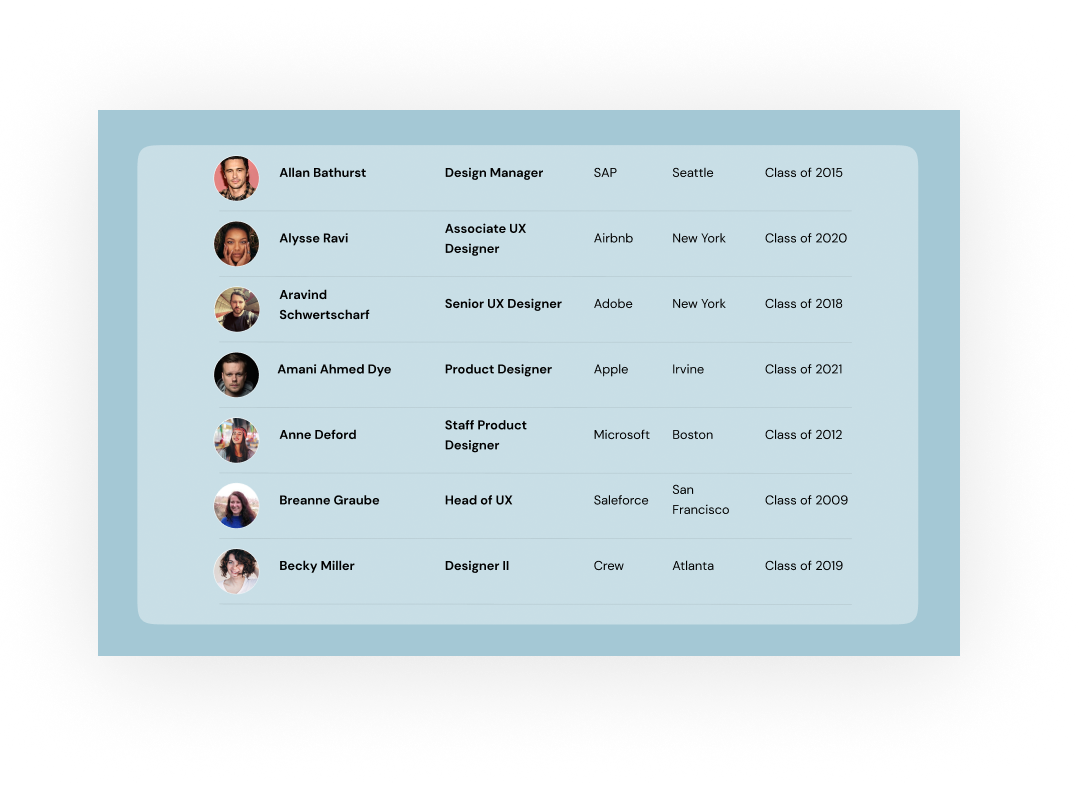 Allan Bathurst Design Manager SAP Seattle Class of 2015
Associate UX
Alysse Ravi Airbnb New York Class of 2020
Designer
Aravind
Senior UX Designer Adobe New York Class of 2018
Schwertscharf
Amani Ahmed Dye Product Designer Apple Irvine Class of 2021
Staff Product
Anne Deford Microsoft Boston Class of 2012
Designer
San
Breanne Graube Head of UX Saleforce Class of 2009
Francisco
Becky Miller Designer II Crew Atlanta Class of 2019